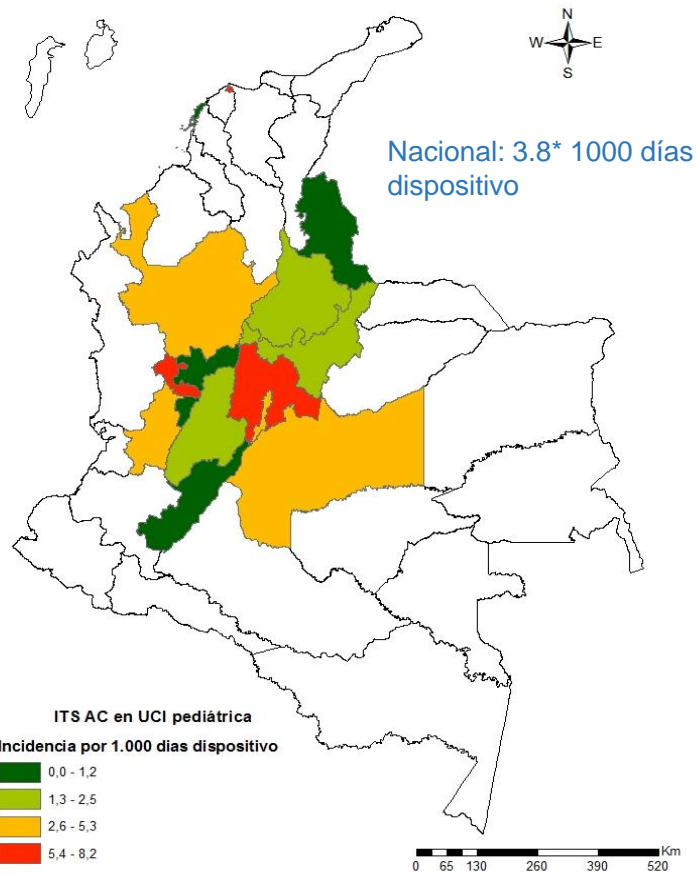 N
W E
S
Nacional: 3.8* 1000 días
dispositivo
ITS AC en UCI pediátrica
Incidencia por 1.000 dias dispositivo
0,0 - 1,2
1,3 - 2,5
2,6 - 5,3
5,4 - 8,2
Km
0 65 130 260 390 520